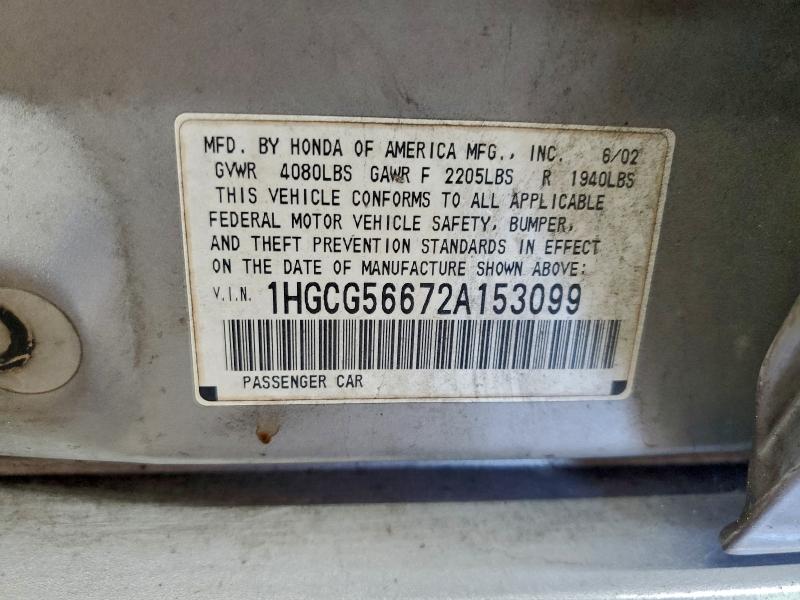 MFD. BY HONDA OF AMERICA MFG., INC. 6/02
GVWR 4080LBS GAWR F 2205LBS R 1940LBS
THIS VEHICLE CONFORMS TO ALL APPLICABLE
FEDERAL MOTOR VEHICLE SAFETY, BUMPER,
AND THEFT PREVENTION STANDARDS IN EFFECT
ON THE DATE OF MANUFACTURE SHOWN ABOVE:
V.I.N. 1HGCG56672A153099
PASSENGER CAR